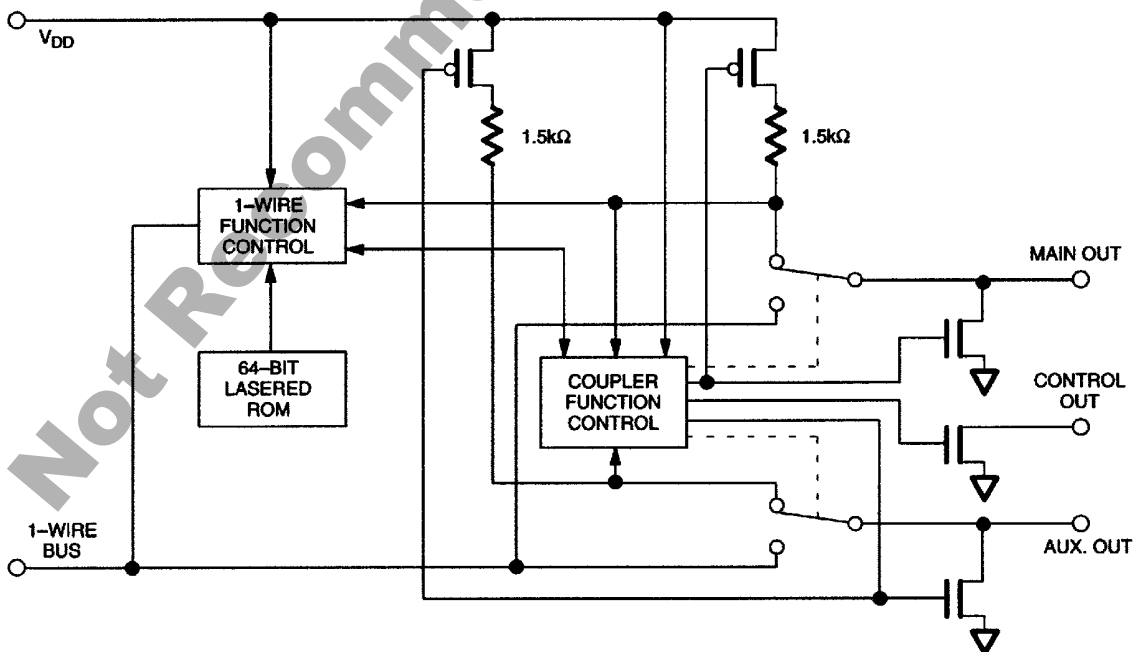 VDD
1.5kΩ
1.5kΩ
1–WIRE
FUNCTION
CONTROL
MAIN OUT
64–BIT
LASERED
ROM
COUPLER
FUNCTION
CONTROL
CONTROL
OUT
1–WIRE
BUS
AUX. OUT
Not Recomm